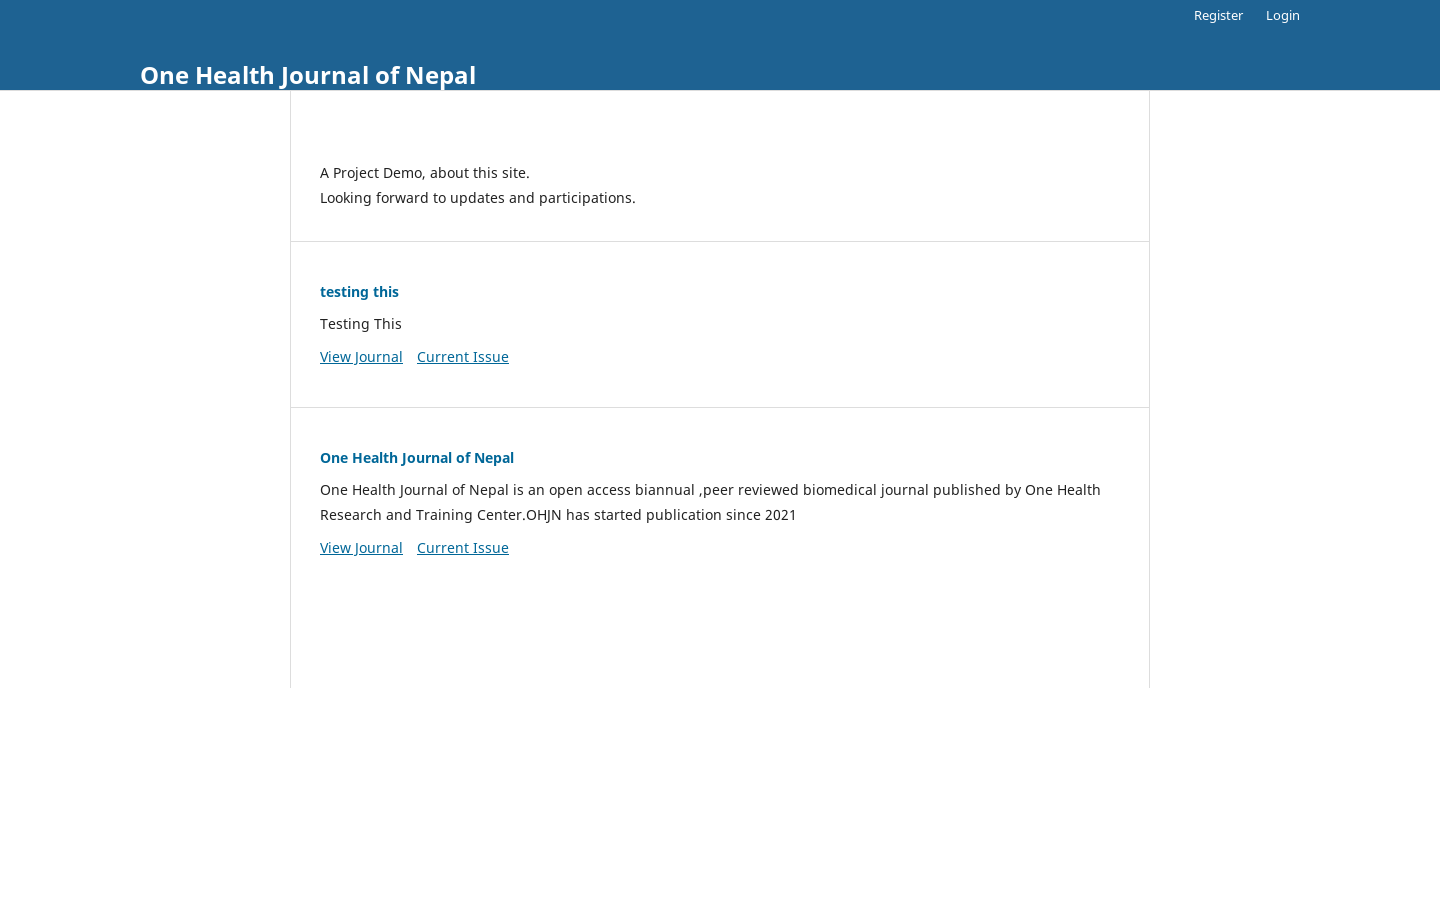 Register Login
One Health Journal of Nepal
A Project Demo, about this site.
Looking forward to updates and participations.
testing this
Testing This
View Journal Current Issue
One Health Journal of Nepal
One Health Journal of Nepal is an open access biannual ,peer reviewed biomedical journal published by One Health
Research and Training Center.OHJN has started publication since 2021
View Journal Current Issue